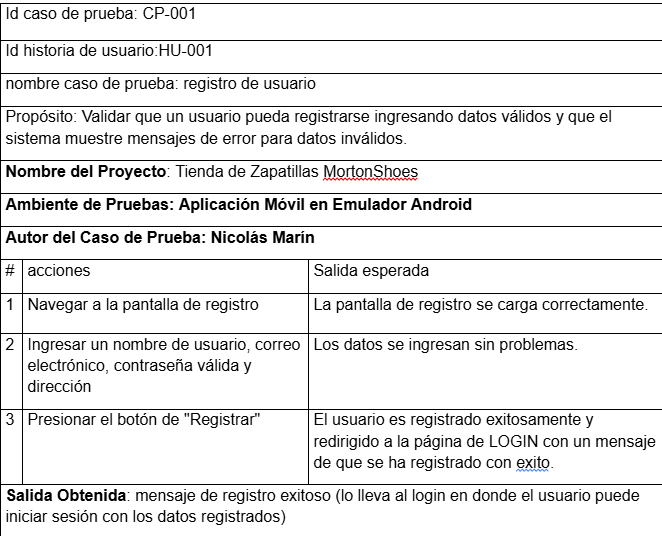 Id caso de prueba: CP-001
Id historia de usuario:HU-001
nombre caso de prueba: registro de usuario
Propósito: Validar que un usuario pueda registrarse ingresando datos válidos y que el
sistema muestre mensajes de error para datos inválidos.
Nombre del Proyecto: Tienda de Zapatillas MortonShoes
Ambiente de Pruebas: Aplicación Móvil en Emulador Android
Autor del Caso de Prueba: Nicolás Marín
# acciones Salida esperada
1 Navegar a la pantalla de registro La pantalla de registro se carga correctamente.
2 Ingresar un nombre de usuario, correo
electrónico, contraseña válida y
dirección
Los datos se ingresan sin problemas.
3 Presionar el botón de "Registrar"
El usuario es registrado exitosamente y
redirigido a la página de LOGIN con un mensaje
de que se ha registrado con exito.
Salida Obtenida: mensaje de registro exitoso (lo lleva al login en donde el usuario puede
iniciar sesión con los datos registrados)